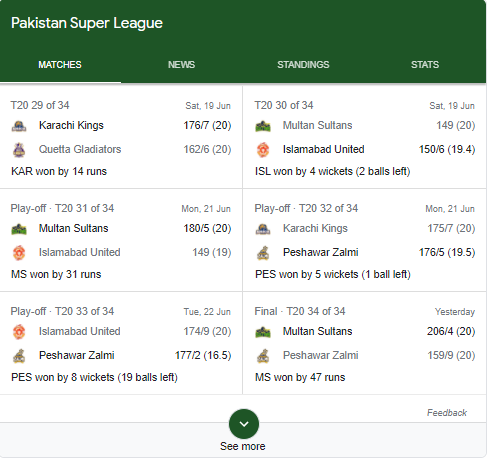 Pakistan Super League
MATCHES NEWS STANDINGS STATS
T20 29 of 34 Sat, 19 Jun
Karachi Kings 176/7 (20)
Quetta Gladiators 162/6 (20)
KAR won by 14 runs
T20 30 of 34 Sat, 19 Jun
Multan Sultans 149 (20)
Islamabad United 150/6 (19.4)
ISL won by 4 wickets (2 balls left)
Play-off · T20 31 of 34 Mon, 21 Jun
Multan Sultans 180/5 (20)
Islamabad United 149 (19)
MS won by 31 runs
Play-off · T20 32 of 34 Mon, 21 Jun
Karachi Kings 175/7 (20)
Peshawar Zalmi 176/5 (19.5)
PES won by 5 wickets (1 ball left)
Play-off · T20 33 of 34 Tue, 22 Jun
Islamabad United 174/9 (20)
Peshawar Zalmi 177/2 (16.5)
PES won by 8 wickets (19 balls left)
Final · T20 34 of 34 Yesterday
Multan Sultans 206/4 (20)
Peshawar Zalmi 159/9 (20)
MS won by 47 runs
Feedback
See more